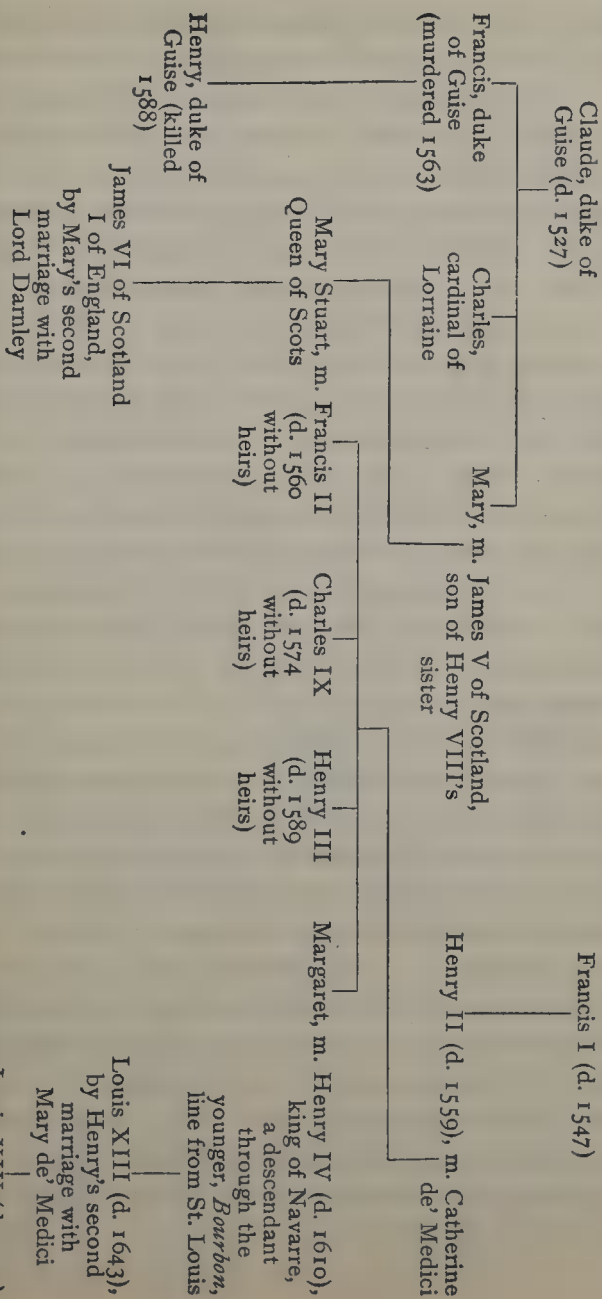 Claude, duke of
Guise (d. 1527)
Francis I (d. 1547)
Francis, duke
of Guise
(murdered 1563)
Charles,
cardinal of
Lorraine
Mary, m. James V of Scotland,
son of Henry VIII's
sister
Henry II (d. 1559), m. Catherine
de' Medici
Henry, duke of
Guise (killed
1588)
Mary Stuart, m. Francis II
Queen of Scots
(d. 1560
without
heirs)
Charles IX
(d. 1574
without
heirs)
Henry III
(d. 1589
without
heirs)
Margaret, m. Henry IV (d. 1610),
king of Navarre,
a descendant
through the
younger, Bourbon,
line from St. Louis
James VI of Scotland
I of England,
by Mary's second
marriage with
Lord Darnley
Louis XIII (d. 1643),
by Henry's second
marriage with
Mary de' Medici